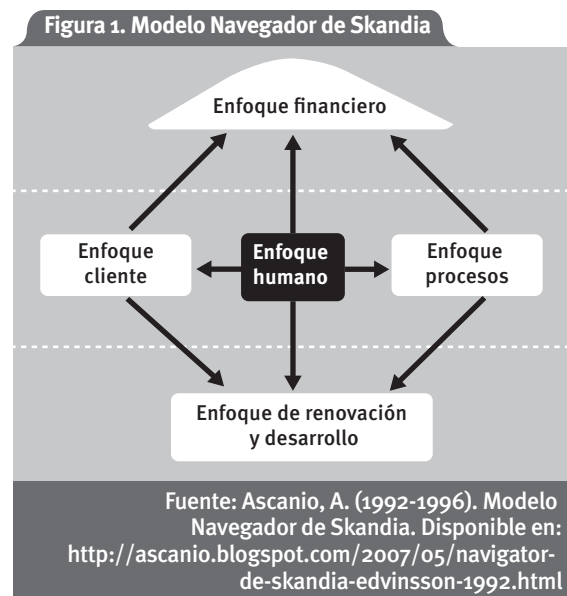 Figura 1. Modelo Navegador de Skandia
Enfoque financiero
Enfoque
cliente
Enfoque
humano
Enfoque
procesos
Enfoque de renovación
y desarrollo
Fuente: Ascanio, A. (1992-1996). Modelo
Navegador de Skandia. Disponible en:
http://ascanio.blogspot.com/2007/05/navigator-
de-skandia-edvinsson-1992.html